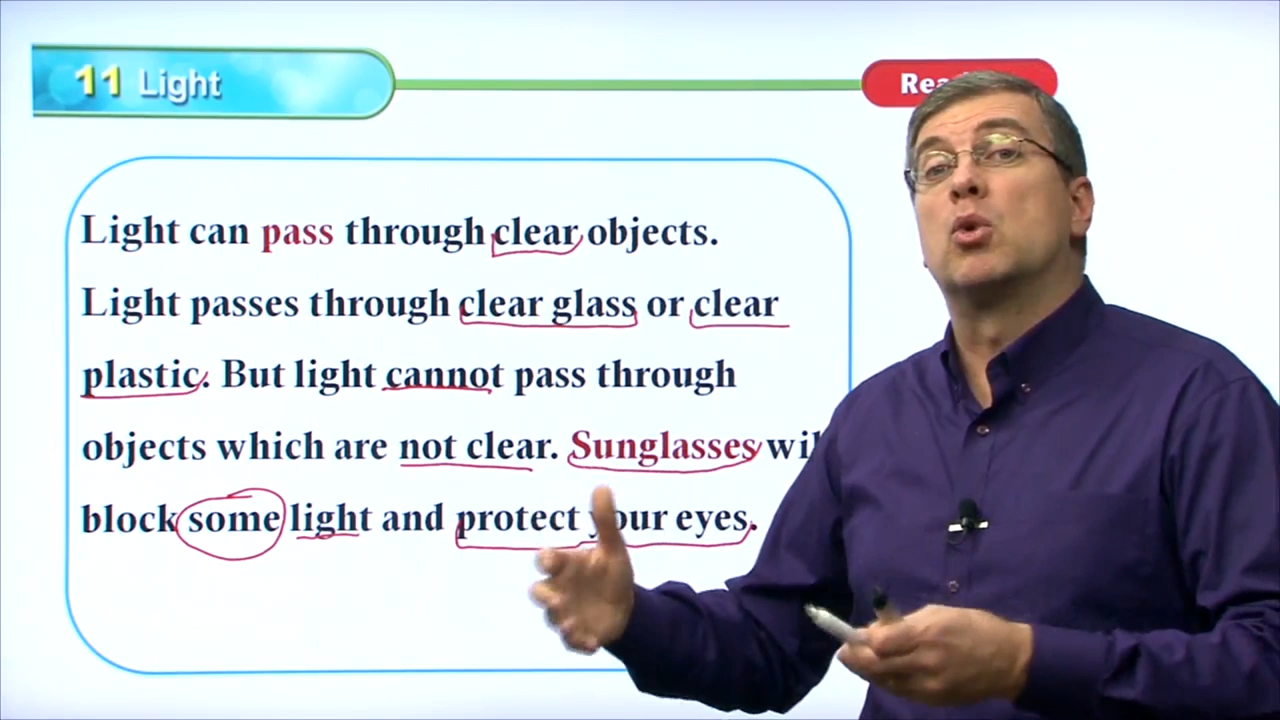 11 Light
Light can pass through clear objects.
Light passes through clear glass or clear
plastic. But light cannot pass through
objects which are not clear. Sunglasses
block some light and protect your eyes.